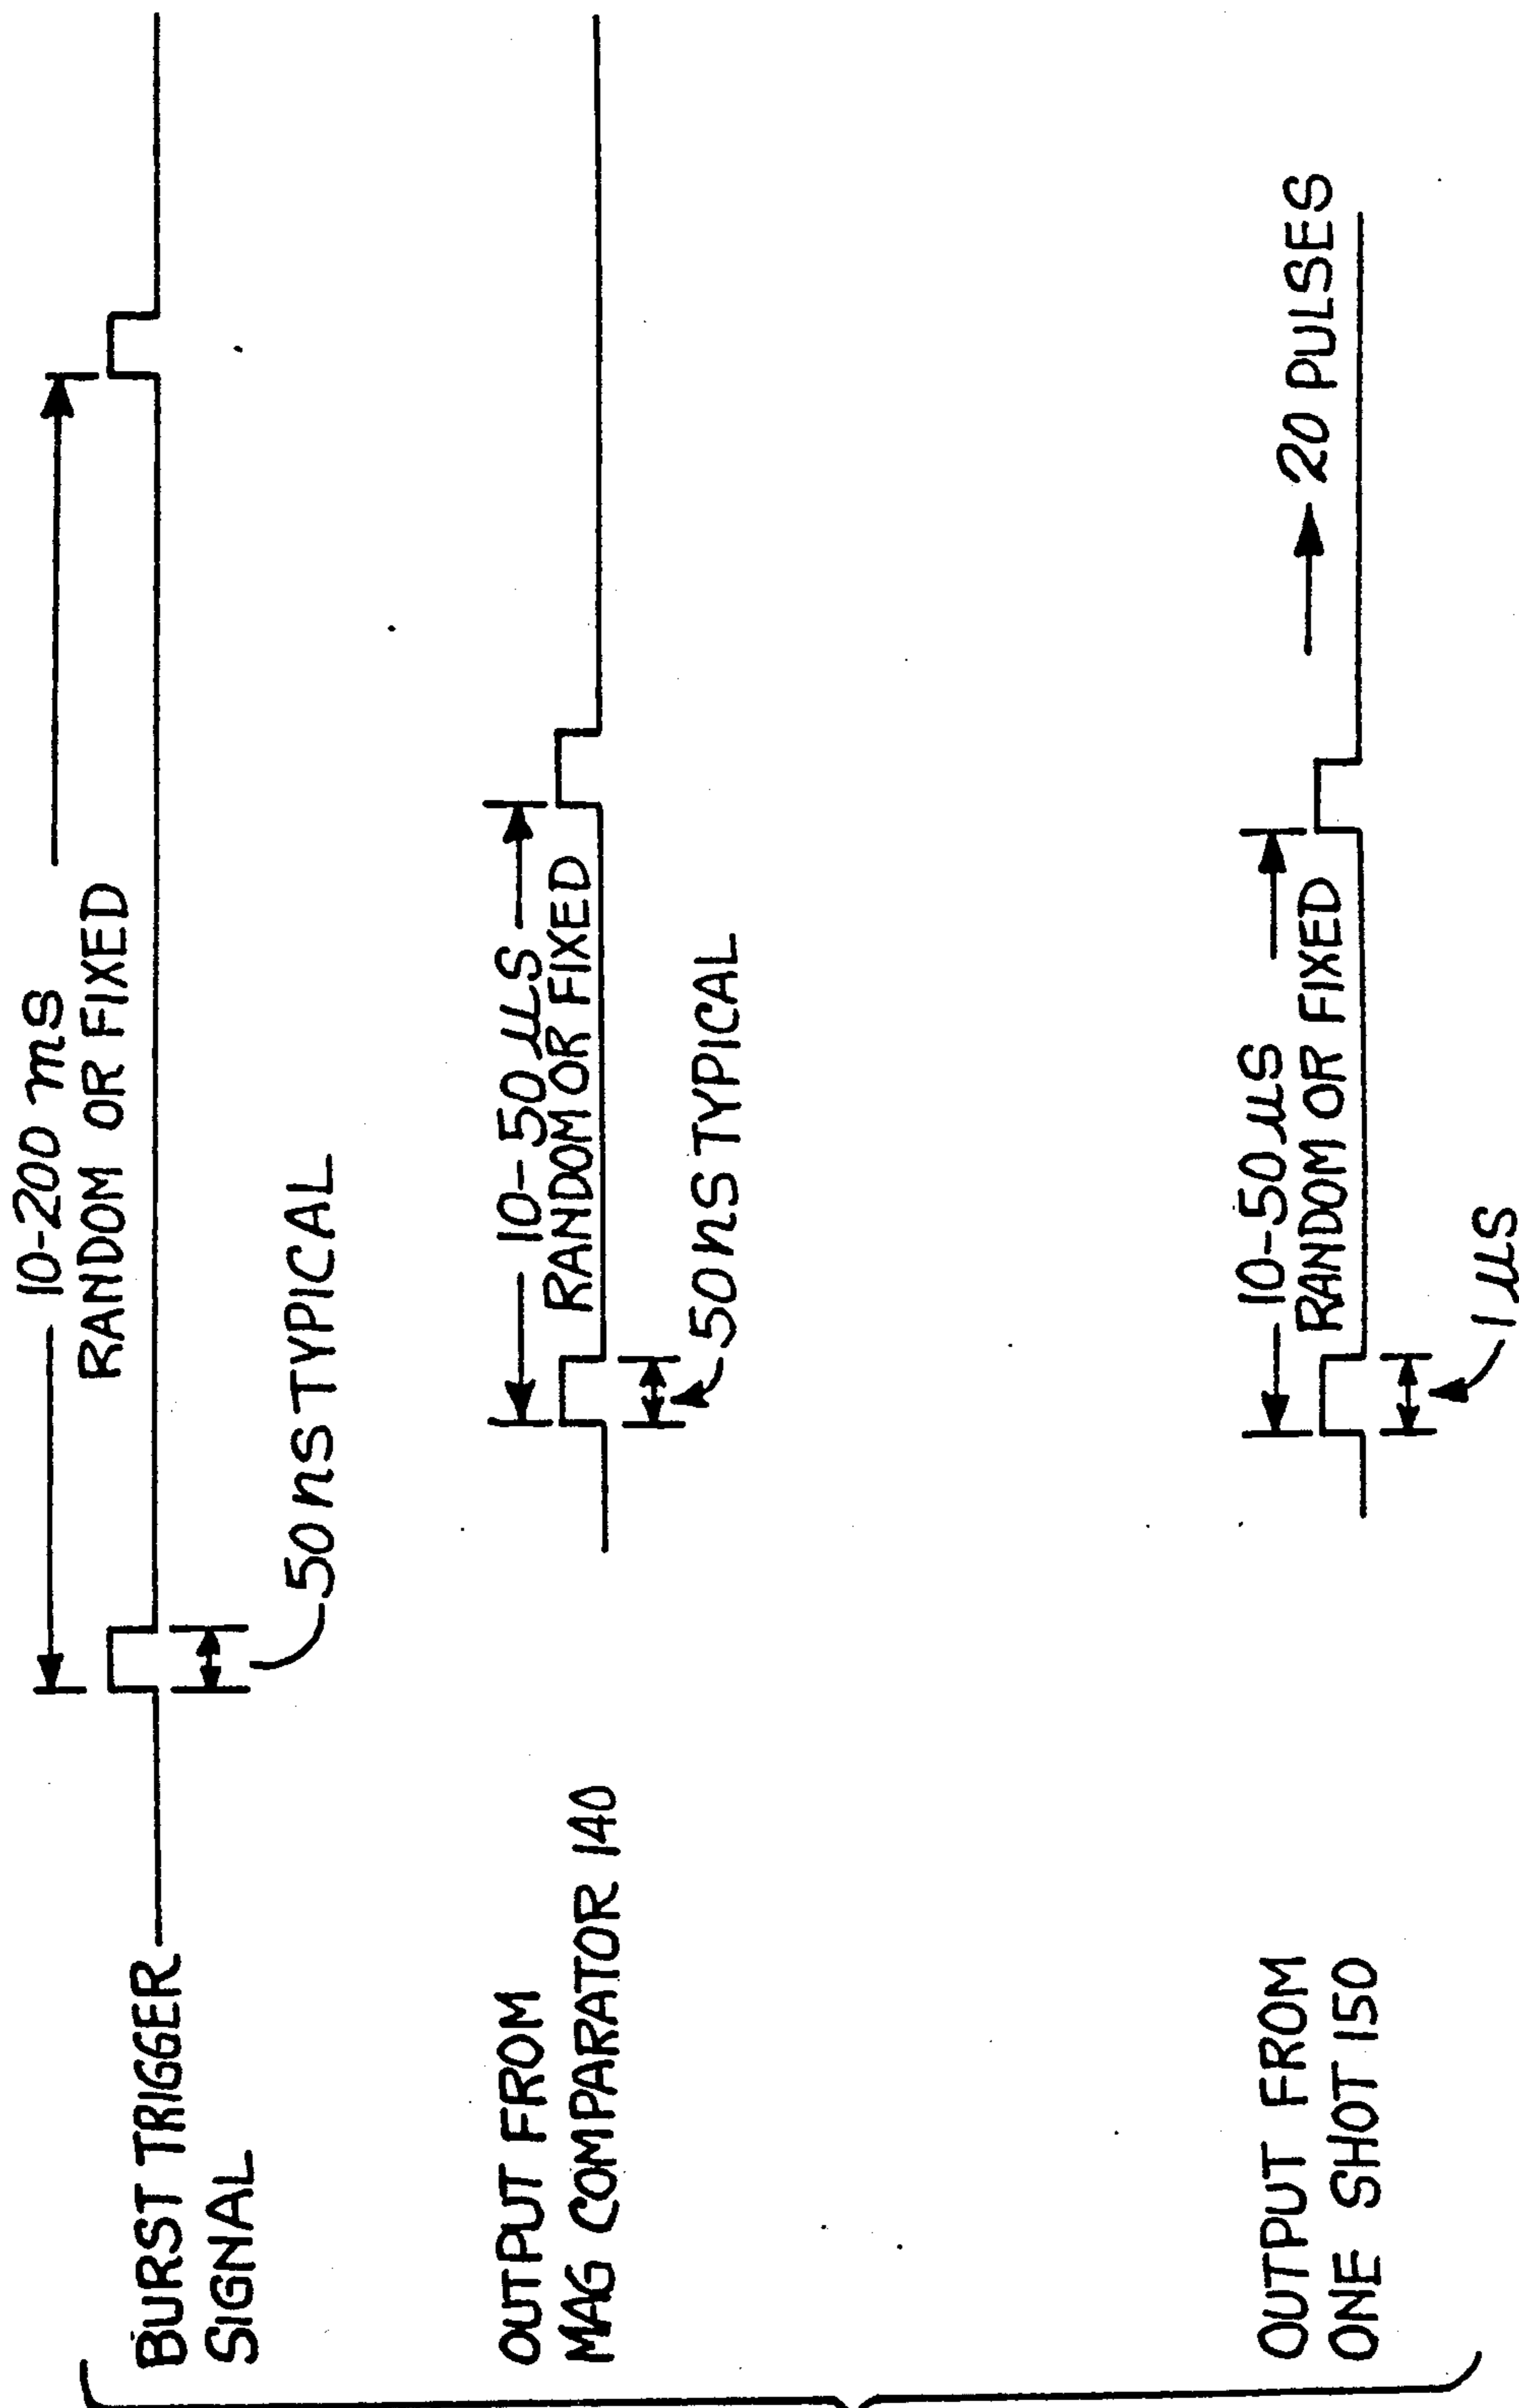 BURST TRIGGER
SIGNAL
10-200 ms
RANDOM OR FIXED
50 ns TYPICAL
OUTPUT FROM
MAG COMPARATOR 140
10-50 µs
RANDOM OR FIXED
50 ns TYPICAL
OUTPUT FROM
ONE SHOT 150
10-50 µs
RANDOM OR FIXED
20 PULSES
1 µs